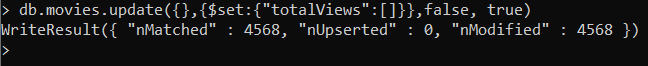 > db.movies.update({},{$set:{"totalViews":[]}},false, true)
WriteResult({ "nMatched" : 4568, "nUpserted" : 0, "nModified" : 4568 })
>